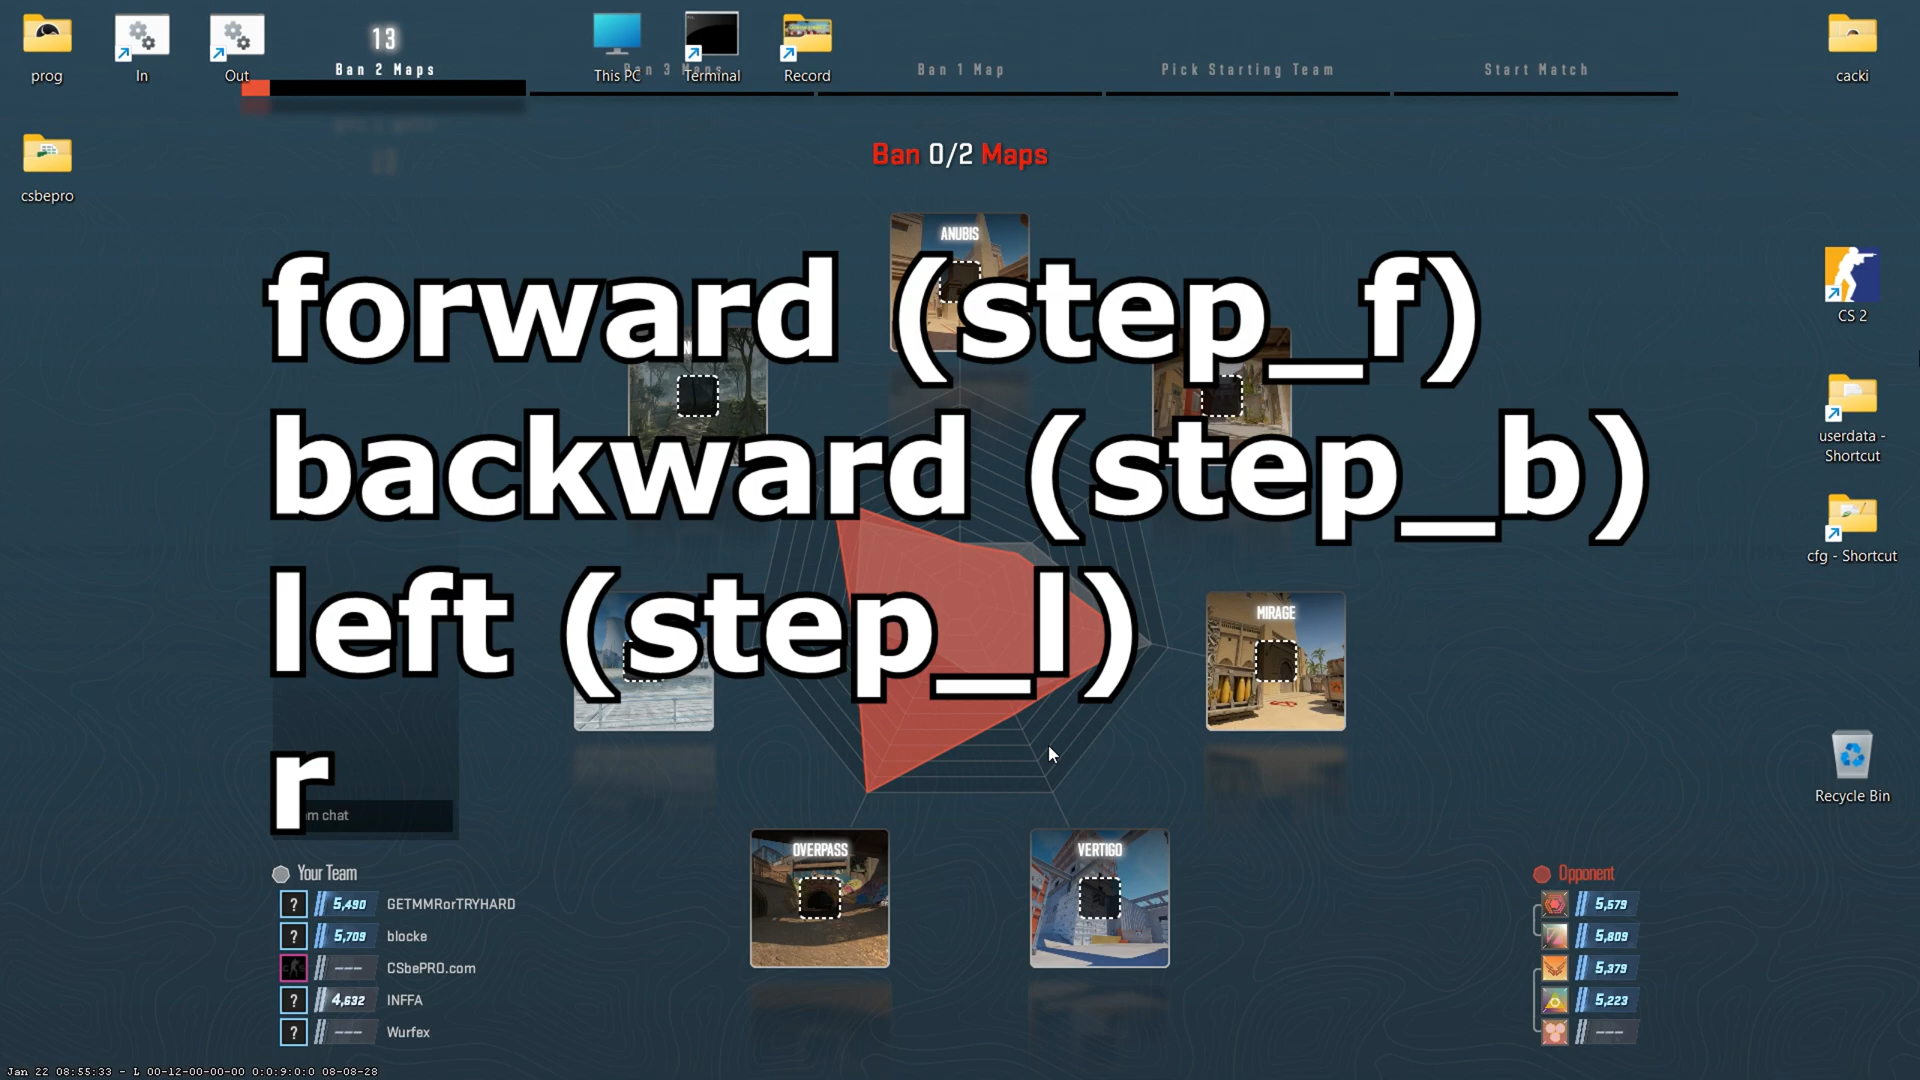 prog
In
Out
13
Ban 2 Maps
This PC
Ban 3 Maps
Terminal
Record
Ban 1 Map
Pick Starting Team
Start Match
cacki
csbepro
Ban 0/2 Maps
ANUBIS
forward (step_f)
backward (step_b)
left (step_l)
r
CS 2
userdata -
Shortcut
cfg - Shortcut
MIRAGE
Recycle Bin
chat
OVERPASS
VERTIGO
Your Team
? 5,490 GETMMRorTRYHARD
? 5,709 blocke
--- CSbePRO.com
? 4,632 INFFA
? --- Wurfex
Opponent
5,579
5,809
5,379
5,223
---
Jan 22 08:55:33 - L 00-12-00-00-00 0:0:9:0:0 08-08-28